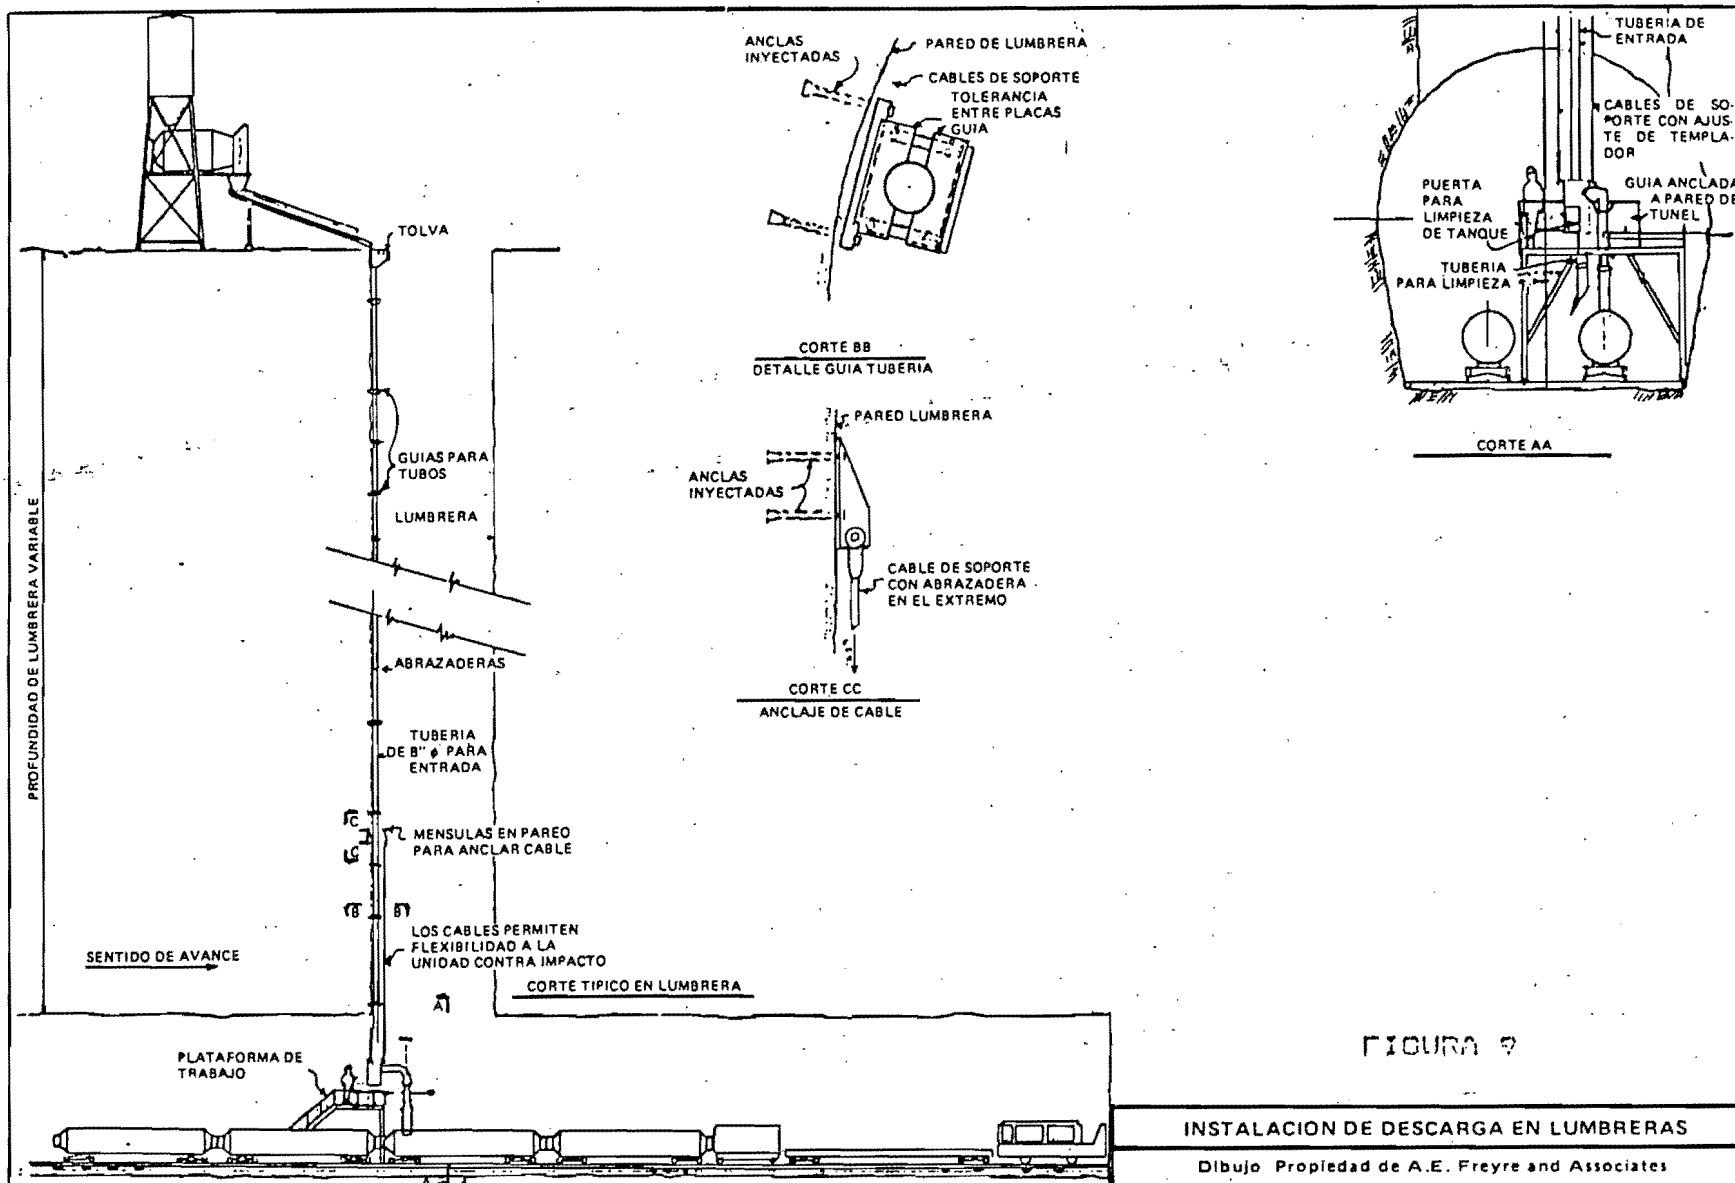 TOLVA
GUIAS PARA
TUBOS
LUMBRERA
PROFUNDIDAD DE LUMBRERA VARIABLE
ABRAZADERAS
TUBERIA
DE 8" ø PARA
ENTRADA
C
C
MENSULAS EN PAREO
PARA ANCLAR CABLE
B
B
LOS CABLES PERMITEN
FLEXIBILIDAD A LA
UNIDAD CONTRA IMPACTO
SENTIDO DE AVANCE
CORTE TIPICO EN LUMBRERA
A
PLATAFORMA DE
TRABAJO
ANCLAS
INYECTADAS
PARED DE LUMBRERA
CABLES DE SOPORTE
TOLERANCIA
ENTRE PLACAS
GUIA
CORTE BB
DETALLE GUIA TUBERIA
PARED LUMBRERA
ANCLAS
INYECTADAS
CABLE DE SOPORTE
CON ABRAZADERA
EN EL EXTREMO
CORTE CC
ANCLAJE DE CABLE
TUBERIA DE
ENTRADA
CABLES DE SO-
PORTE CON AJUS-
TE DE TEMPLA-
DOR
PUERTA
PARA
LIMPIEZA
DE TANQUE
GUIA ANCLADA
A PARED DE
TUNEL
TUBERIA
PARA LIMPIEZA
CORTE AA
FIGURA 9
INSTALACION DE DESCARGA EN LUMBRERAS
Dibujo Propiedad de A.E. Freyre and Associates